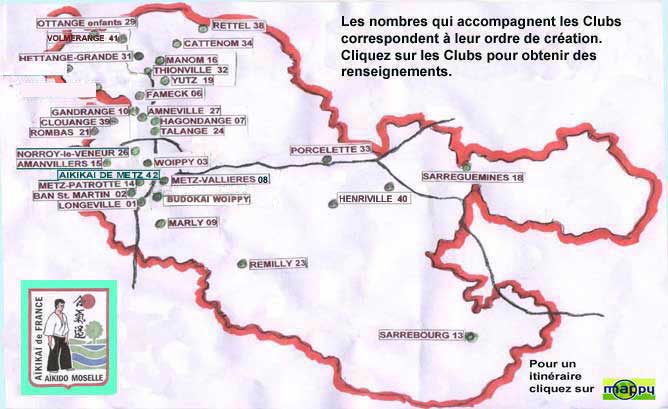 Les nombres qui accompagnent les Clubs
correspondent à leur ordre de création.
Cliquez sur les Clubs pour obtenir des
renseignements.
OTTANGE enfants 29
VOLMERANGE 41
HETTANGE-GRANDE 31
RETTEL 38
CATTENOM 34
MANOM 16
THIONVILLE 32
YUTZ 19
FAMECK 06
GANDRANGE 10
AMNEVILLE 27
CLOUANGE 39
HAGONDANGE 07
ROMBAS 21
TALANGE 24
NORROY-le-VENEUR 26
AMANVILLERS 15
WOIPPY 03
AIKIKAI DE METZ 42
METZ-PATROTTE 14
METZ-VALLIERES 08
BAN St. MARTIN 02
BUDOKAI WOIPPY
LONGEVILLE 01
MARLY 09
REMILLY 23
PORCELETTE 33
HENRIVILLE 40
SARREGUEMINES 18
SARREBOURG 13
AÏKIKAÏ de FRANCE
合氣道
AÏKIDO MOSELLE
Pour un
itinéraire
cliquez sur
mappy